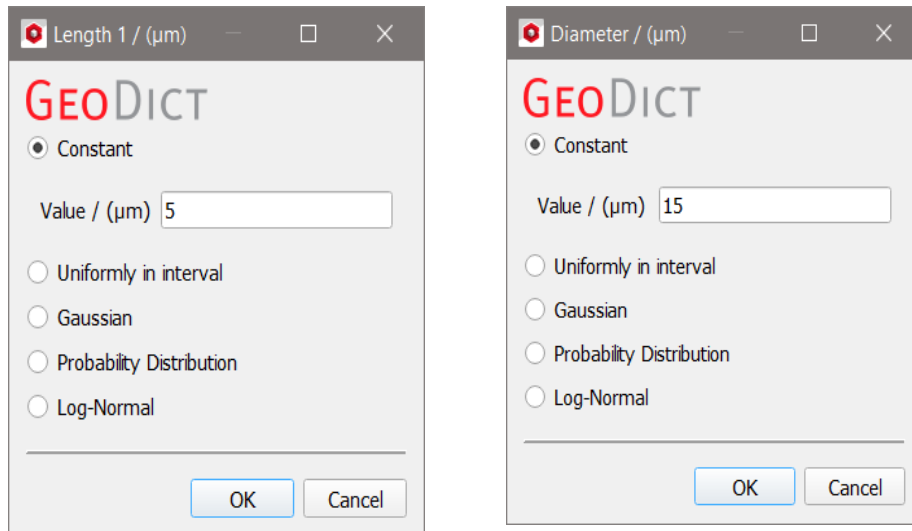 Length 1 / (µm)
GEODICT
Constant
Value / (µm) 5
Uniformly in interval
Gaussian
Probability Distribution
Log-Normal
OK Cancel
Diameter / (µm)
GEODICT
Constant
Value / (µm) 15
Uniformly in interval
Gaussian
Probability Distribution
Log-Normal
OK Cancel